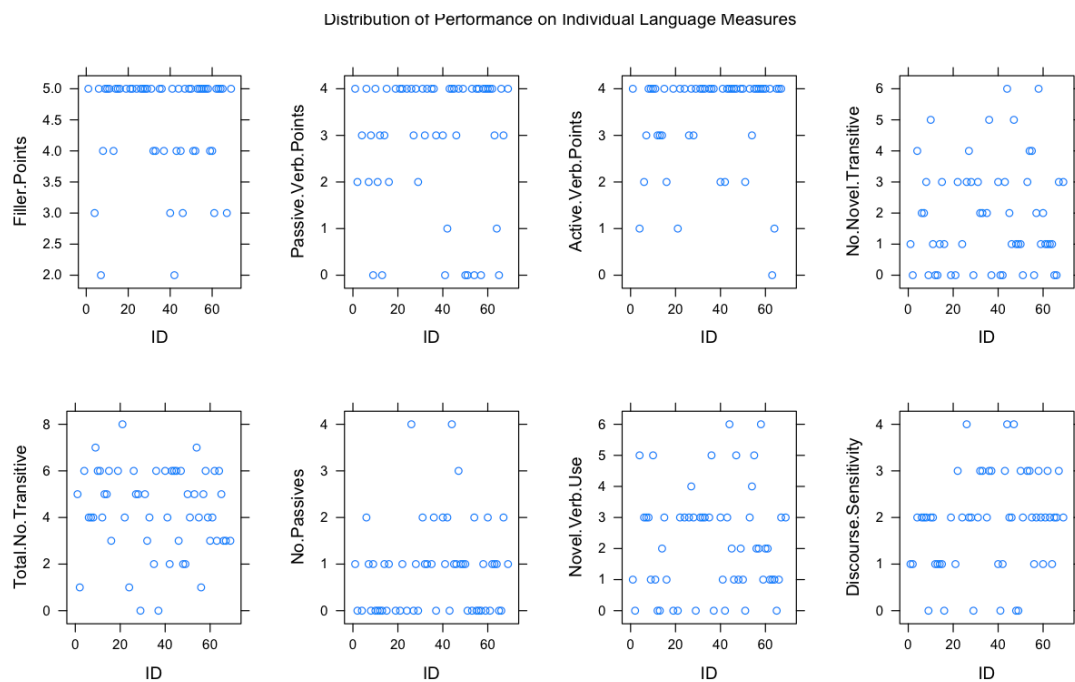 Distribution of Performance on Individual Language Measures
5.0
4.5
4.0
3.5
3.0
2.5
2.0
Filler.Points
0 20 40 60
ID
4
3
2
1
0
Passive.Verb.Points
0 20 40 60
ID
4
3
2
1
0
Active.Verb.Points
0 20 40 60
ID
6
5
4
3
2
1
0
No.Novel.Transitive
0 20 40 60
ID
8
6
4
2
0
Total.No.Transitive
0 20 40 60
ID
4
3
2
1
0
No.Passives
0 20 40 60
ID
6
5
4
3
2
1
0
Novel.Verb.Use
0 20 40 60
ID
4
3
2
1
0
Discourse.Sensitivity
0 20 40 60
ID